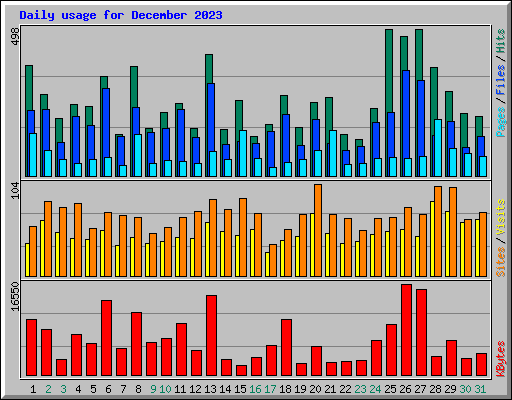 Daily usage for December 2023
498
Pages / Files / Hits
104
Sites / Visits
16550
KBytes
1 2 3 4 5 6 7 8 9 10 11 12 13 14 15 16 17 18 19 20 21 22 23 24 25 26 27 28 29 30 31